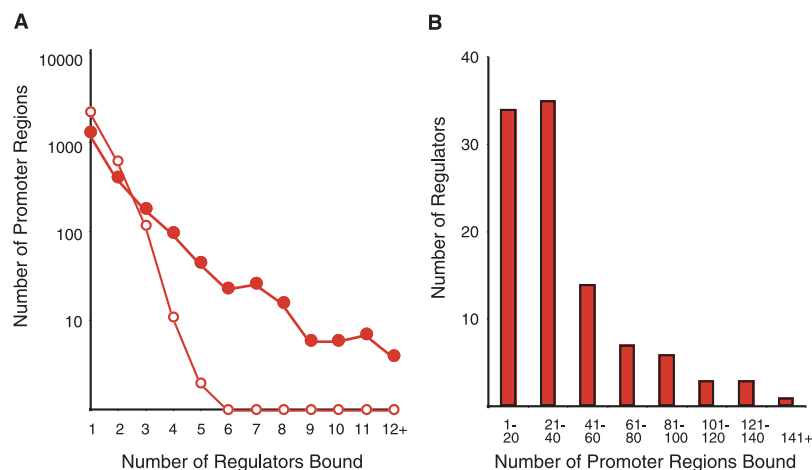 A
Number of Promoter Regions
10000
1000
100
10
1 2 3 4 5 6 7 8 9 10 11 12+
Number of Regulators Bound
B
Number of Regulators
40
30
20
10
1-20 21-40 41-60 61-80 81-100 101-120 121-140 141+
Number of Promoter Regions Bound